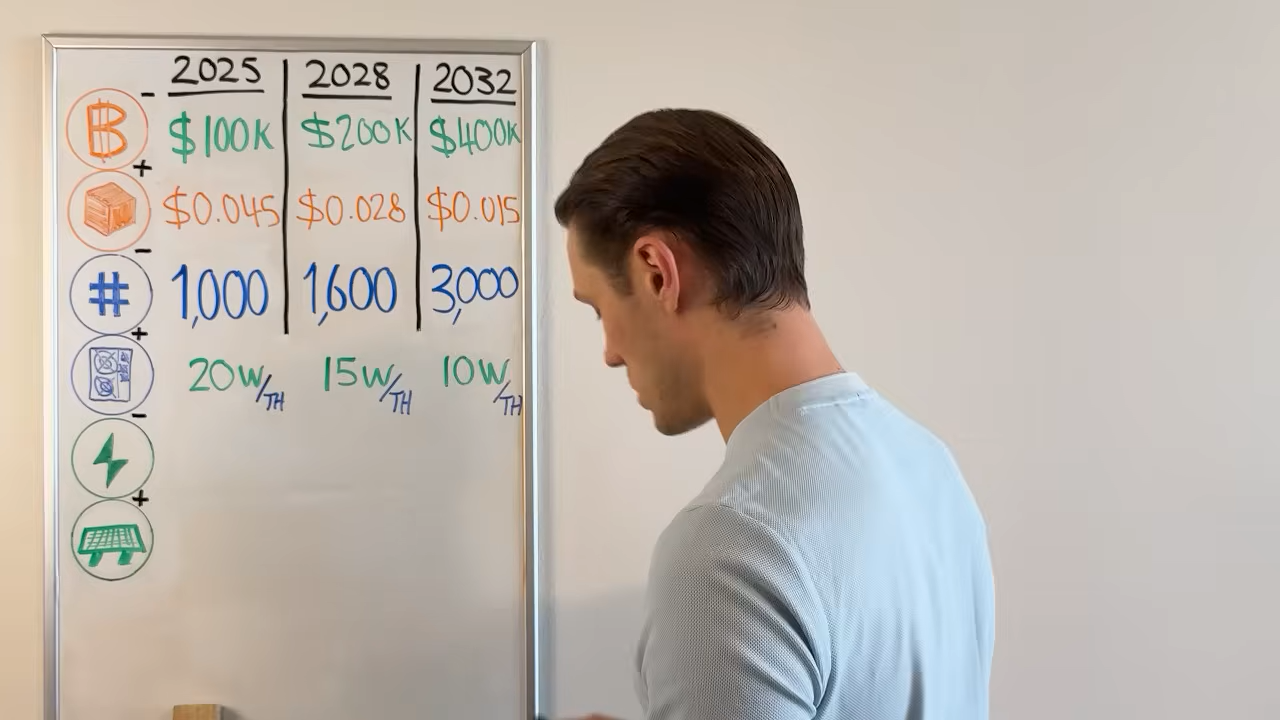 2025 2028 2032
-
₿ $100K $200K $400K
+
$0.045 $0.028 $0.015
-
# 1,000 1,600 3,000
+
20W/TH 15W/TH 10W/TH
-
+